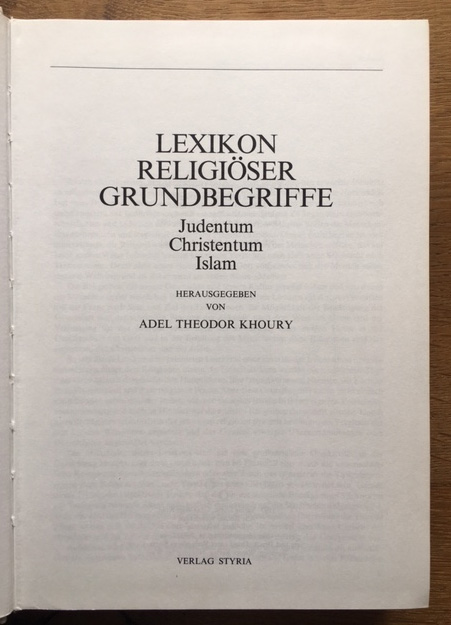 LEXIKON
RELIGIÖSER
GRUNDBEGRIFFE
Judentum
Christentum
Islam
HERAUSGEGEBEN
VON
ADEL THEODOR KHOURY
VERLAG STYRIA